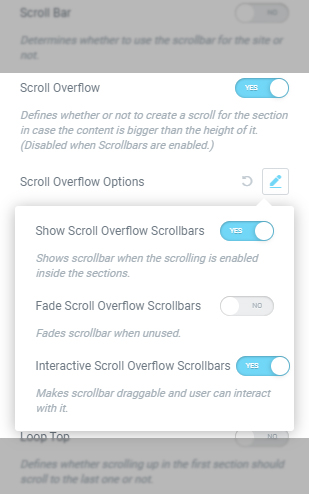 Scroll Bar NO
Determines whether to use the scrollbar for the site or
not.
Scroll Overflow YES
Defines whether or not to create a scroll for the section
in case the content is bigger than the height of it.
(Disabled when Scrollbars are enabled.)
Scroll Overflow Options
Show Scroll Overflow Scrollbars YES
Shows scrollbar when the scrolling is enabled
inside the sections.
Fade Scroll Overflow Scrollbars NO
Fades scrollbar when unused.
Interactive Scroll Overflow Scrollbars YES
Makes scrollbar draggable and user can interact
with it.
Loop Top NO
Defines whether scrolling up in the first section should
scroll to the last one or not.